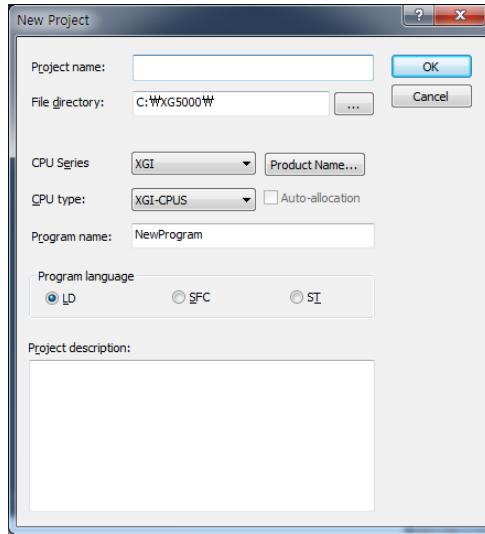 New Project
?
x
Project name:
OK
File directory:
C:₩XG5000₩
...
Cancel
CPU Series
XGI
Product Name...
CPU type:
XGI-CPUS
Auto-allocation
Program name:
NewProgram
Program language
LD
SFC
ST
Project description: